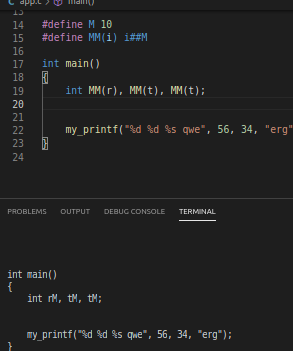 app.c > main()
13
14 #define M 10
15 #define MM(i) i##M
16
17 int main()
18 {
19 int MM(r), MM(t), MM(t);
20
21
22 my_printf("%d %d %s qwe", 56, 34, "erg"
23 }
24
PROBLEMS OUTPUT DEBUG CONSOLE TERMINAL
int main()
{
int rM, tM, tM;
my_printf("%d %d %s qwe", 56, 34, "erg");
}